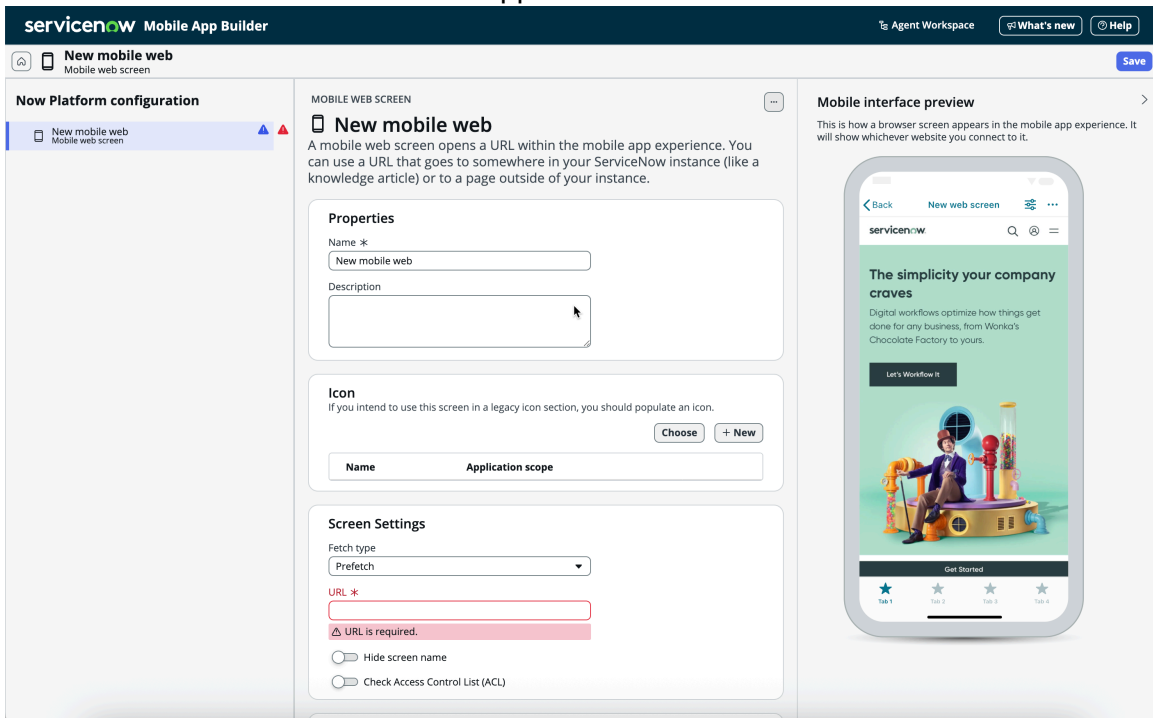 servicenow Mobile App Builder
Agent Workspace
What's new
Help
New mobile web
Mobile web screen
Save
Now Platform configuration
New mobile web
Mobile web screen
MOBILE WEB SCREEN
...
New mobile web
A mobile web screen opens a URL within the mobile app experience. You
can use a URL that goes to somewhere in your ServiceNow instance (like a
knowledge article) or to a page outside of your instance.
Properties
Name *
New mobile web
Description
Icon
If you intend to use this screen in a legacy icon section, you should populate an icon.
Choose
+ New
Name Application scope
Screen Settings
Fetch type
Prefetch
URL *
URL is required.
Hide screen name
Check Access Control List (ACL)
Mobile interface preview
This is how a browser screen appears in the mobile app experience. It
will show whichever website you connect to it.
Back New web screen ...
servicenow.
The simplicity your company
craves
Digital workflows optimize how things get
done for any business, from Wonka's
Chocolate Factory to yours.
Let's Workflow It
Get Started
Tab 1 Tab 2 Tab 3 Tab 4